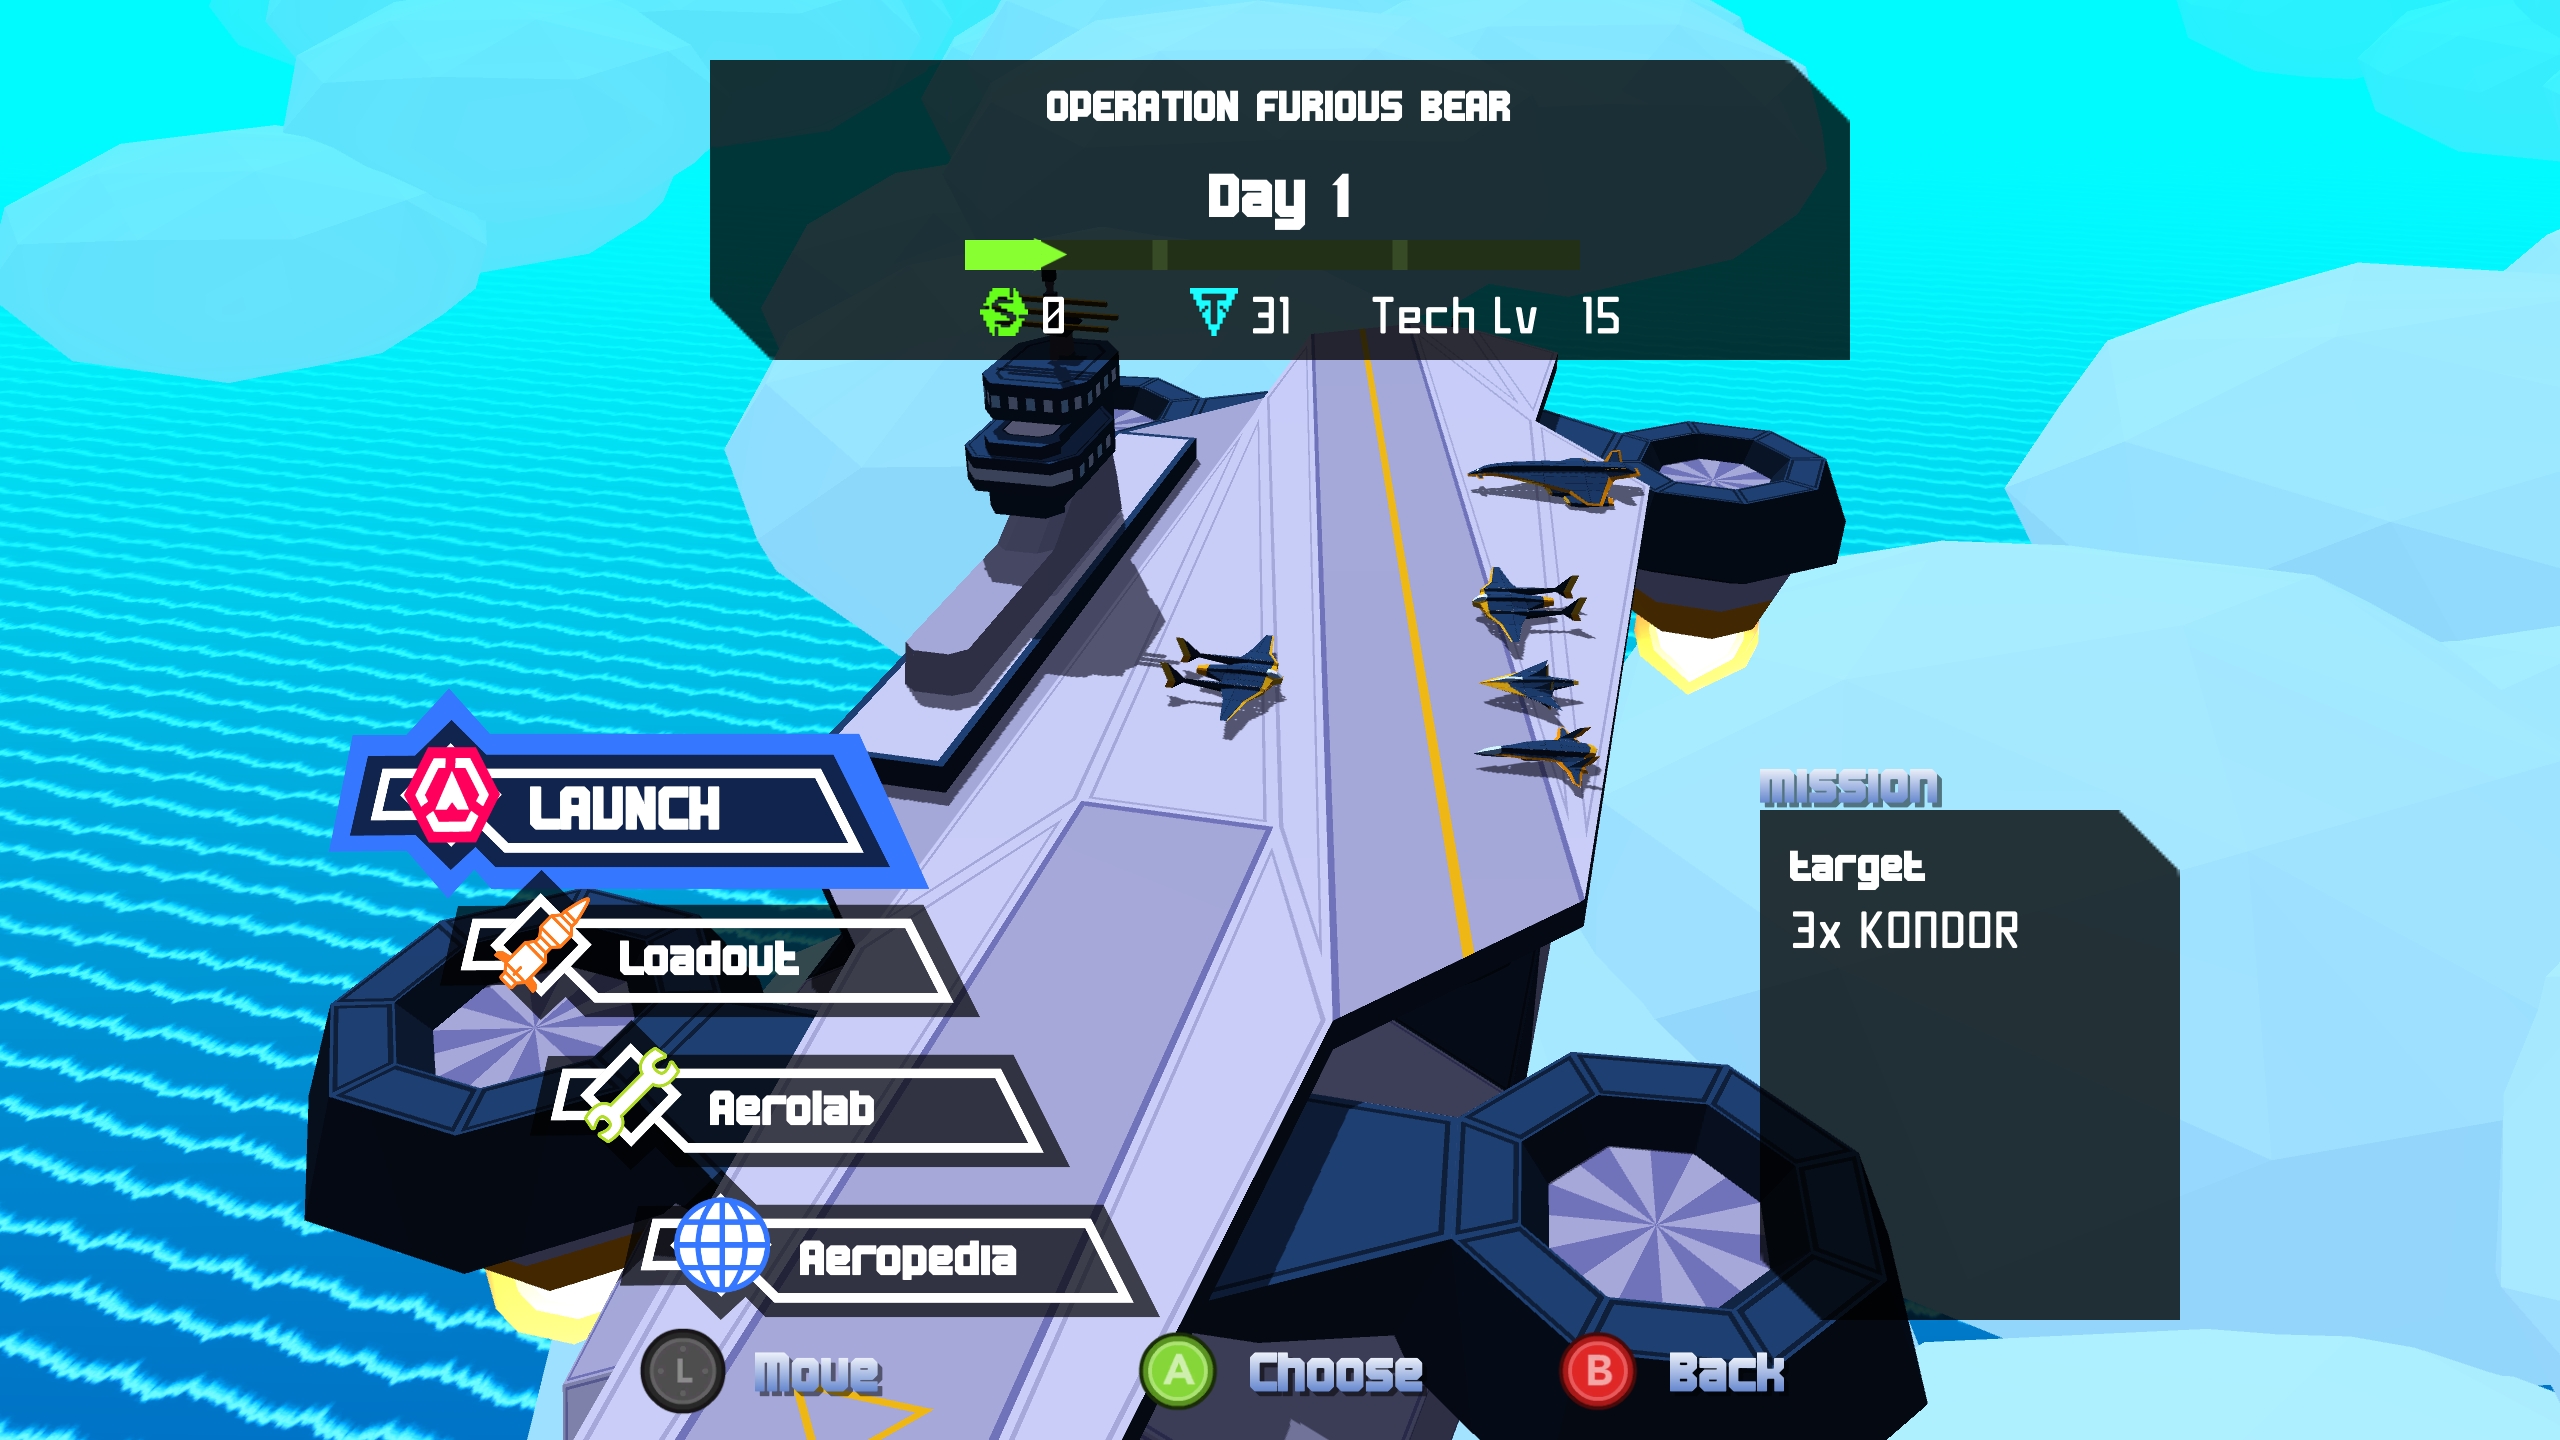 OPERATION FURIOUS BEAR
Day 1
S 0 T 31 Tech Lv 15
LAUNCH
Loadout
Aerolab
Aeropedia
mission
target
3x KONDOR
L Move A Choose B Back